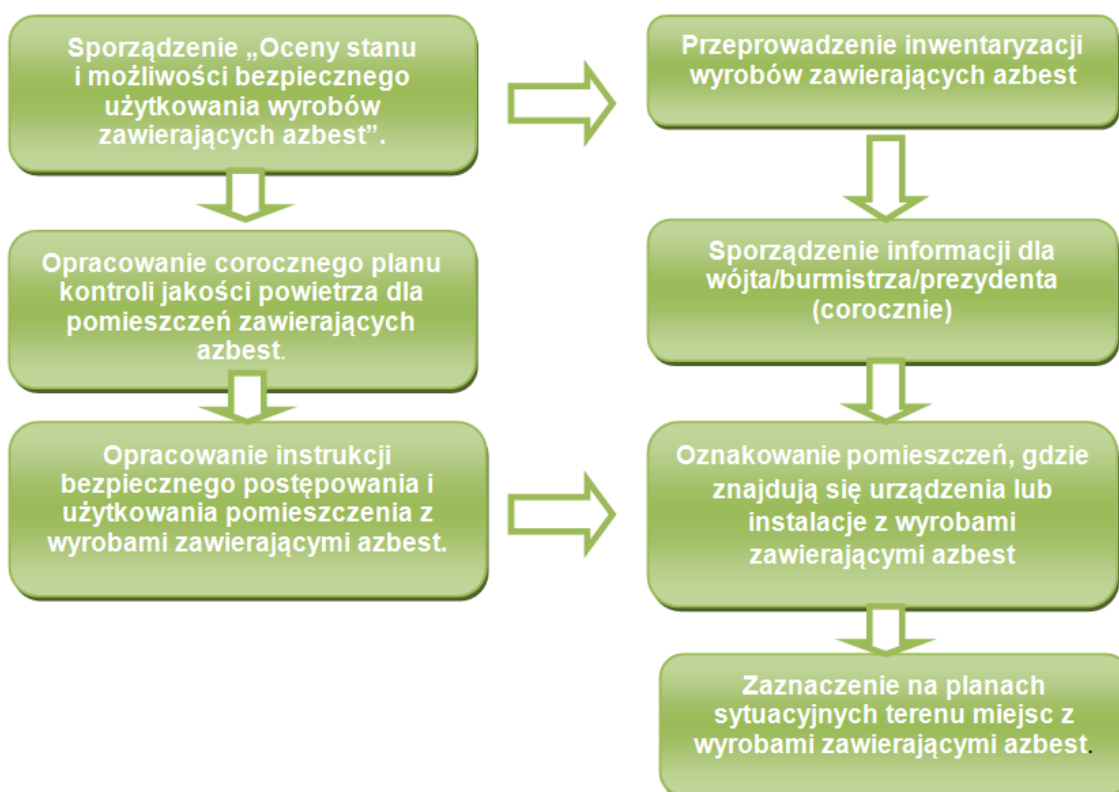 Sporządzenie „Oceny stanu
i możliwości bezpiecznego
użytkowania wyrobów
zawierających azbest”.
Przeprowadzenie inwentaryzacji
wyrobów zawierających azbest
Opracowanie corocznego planu
kontroli jakości powietrza dla
pomieszczeń zawierających
azbest.
Sporządzenie informacji dla
wójta/burmistrza/prezydenta
(corocznie)
Opracowanie instrukcji
bezpiecznego postępowania i
użytkowania pomieszczenia z
wyrobami zawierającymi azbest.
Oznakowanie pomieszczeń, gdzie
znajdują się urządzenia lub
instalacje z wyrobami
zawierającymi azbest
Zaznaczenie na planach
sytuacyjnych terenu miejsc z
wyrobami zawierającymi azbest.